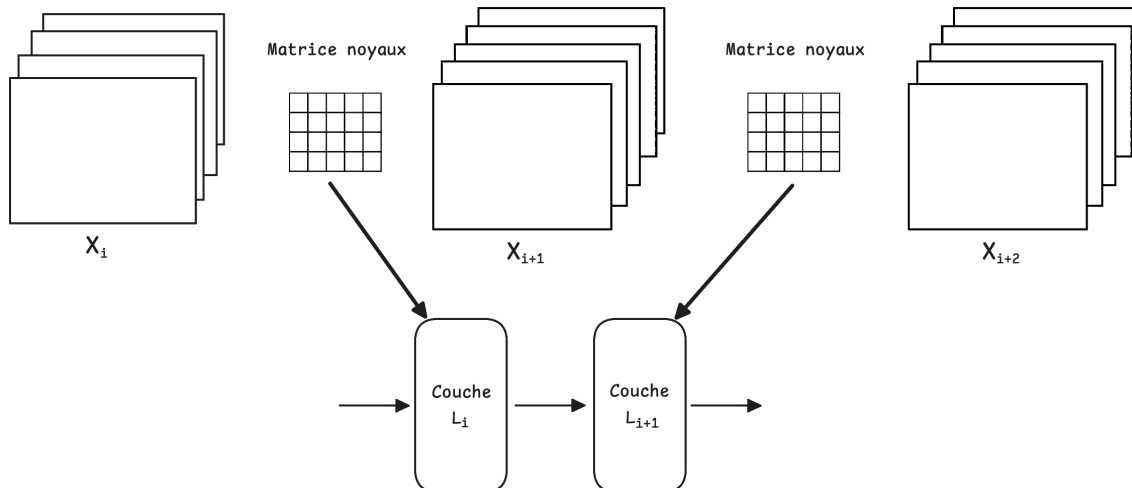 Matrice noyaux
Matrice noyaux
Xi
Xi+1
Xi+2
Couche
Li
Couche
Li+1